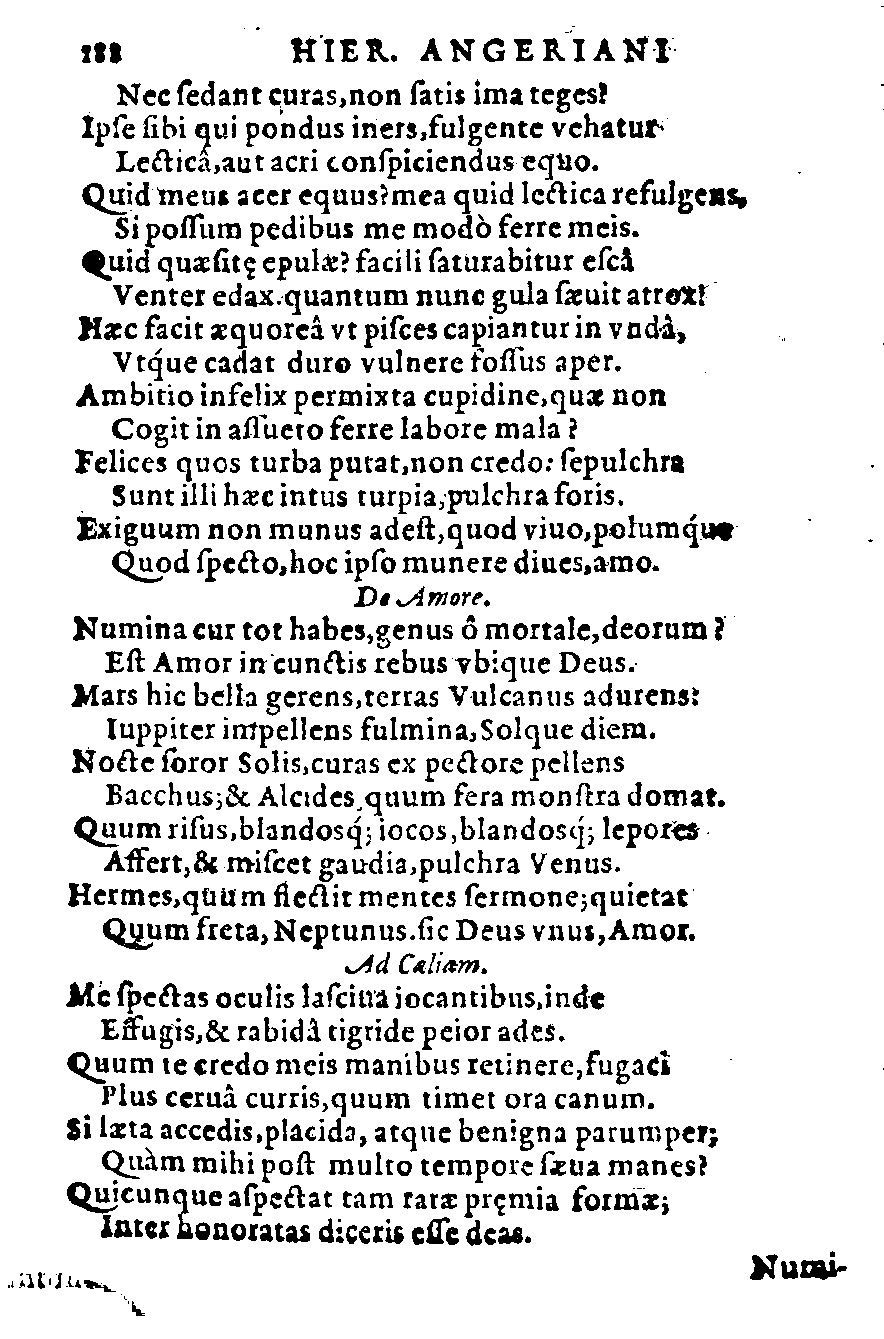 188 HIER. ANGERIANI
Nec ſedant curas,non ſatis ima teges?
Ipſe ſibi qui pondus iners,fulgente vehatur
Lecticâ,aut acri conſpiciendus equo.
Quid meus acer equus?mea quid lectica refulgens,
Si poſſum pedibus me modò ferre meis.
Quid quæſitę epulæ? facili ſaturabitur eſcâ
Venter edax.quantum nunc gula ſæuit atrox!
Hæc facit æquoreâ vt piſces capiantur in vndâ,
Vtq́ue cadat duro vulnere foſſus aper.
Ambitio infelix permixta cupidine,quæ non
Cogit in aſſueto ferre labore mala?
Felices quos turba putat,non credo: ſepulchra
Sunt illi hæc intus turpia,pulchra foris.
Exiguum non munus adeſt,quod viuo,polumq́ue
Quod ſpecto,hoc ipſo munere diues,amo.
De Amore.
Numina cur tot habes,genus ô mortale,deorum?
Eſt Amor in cunctis rebus vbique Deus.
Mars hic bella gerens,terras Vulcanus adurens:
Iuppiter impellens fulmina,Solque diem.
Nocte ſoror Solis,curas ex pectore pellens
Bacchus;& Alcides,quum fera monſtra domat.
Quum riſus,blandosq́; iocos,blandosq́; lepores
Affert,& miſcet gaudia,pulchra Venus.
Hermes,quum flectit mentes ſermone;quietat
Quum freta, Neptunus.ſic Deus vnus,Amor.
Ad Cæliam.
Me ſpectas oculis laſciua iocantibus,inde
Effugis,& rabidâ tigride peior ades.
Quum te credo meis manibus retinere,fugaci
Plus ceruâ curris,quum timet ora canum.
Si læta accedis,placida, atque benigna parumper;
Quàm mihi poſt multo tempore ſæua manes?
Quicunque aſpectat tam raræ pręmia formæ;
Inter honoratas diceris eſſe deas.
Numi-